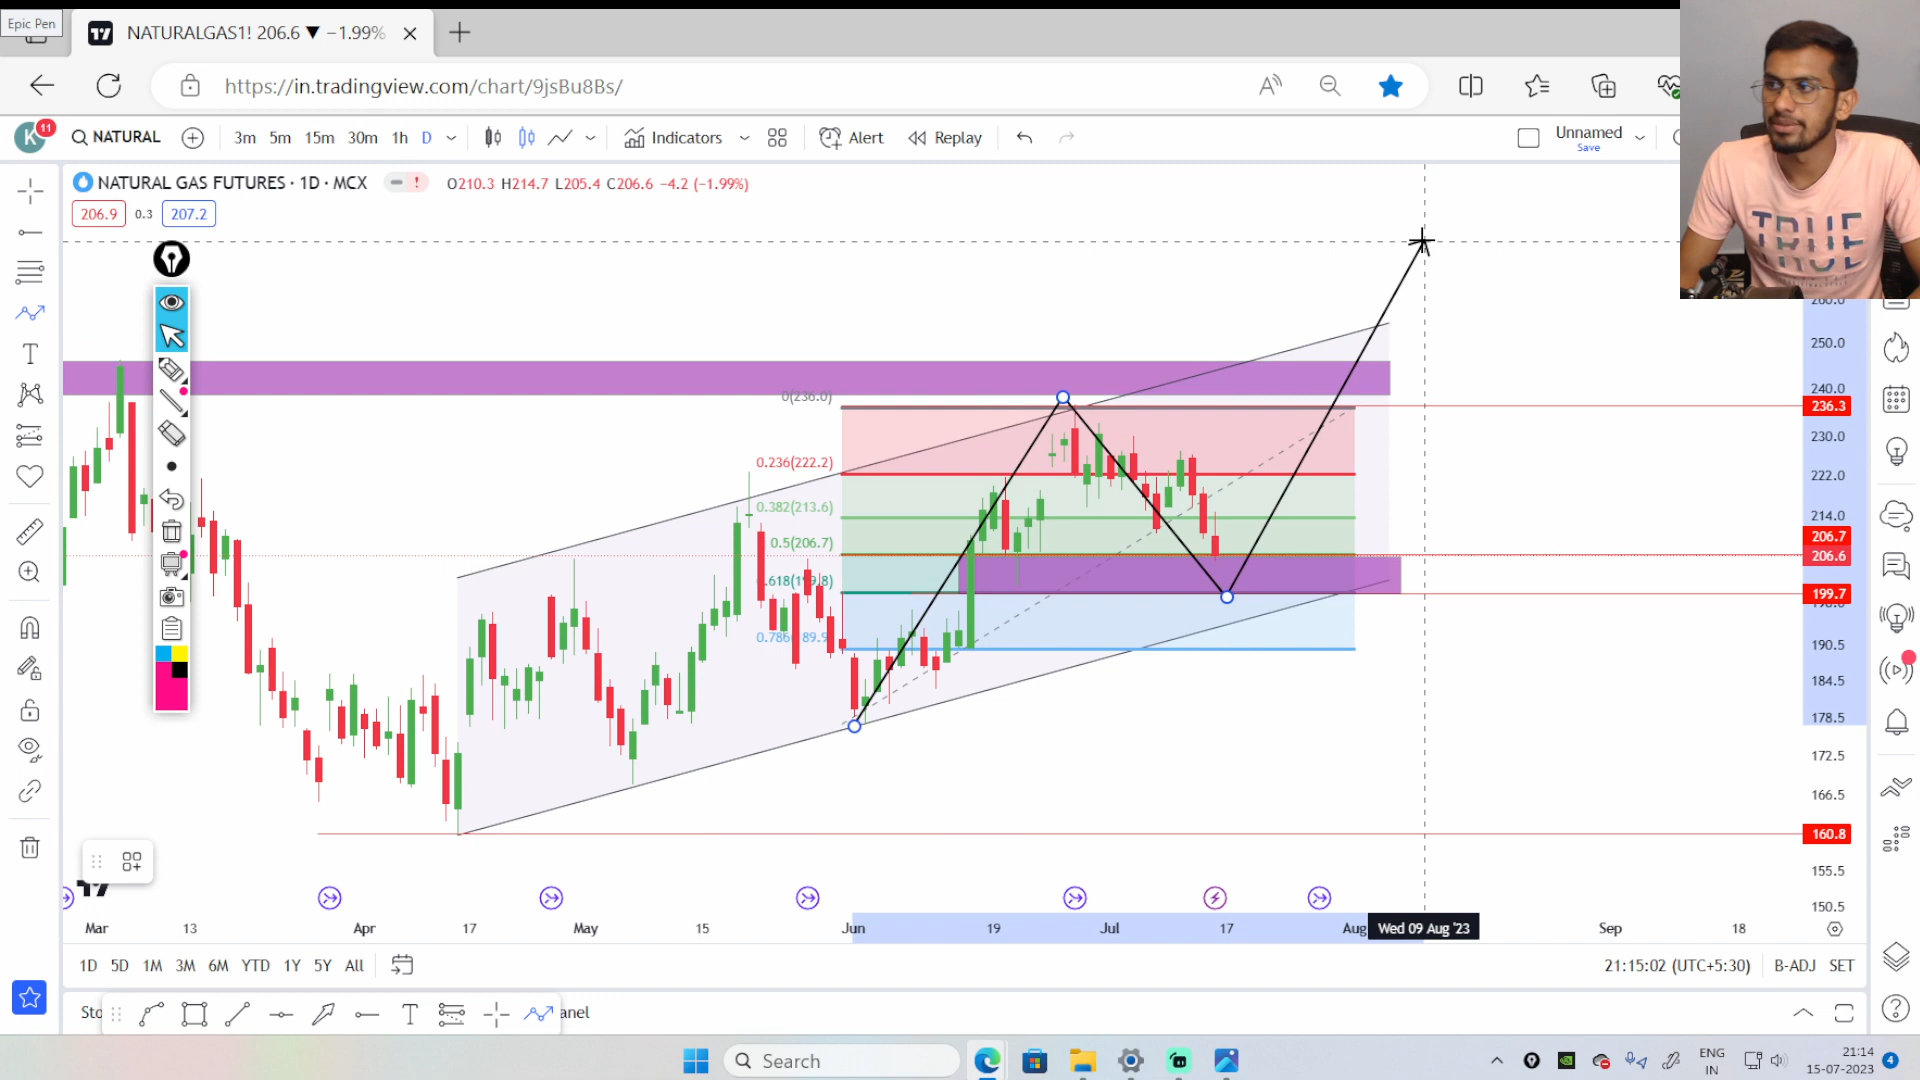 Epic Pen
NATURALGAS1! 206.6 ▼ −1.99%
https://in.tradingview.com/chart/9jsBu8Bs/
K 11
NATURAL 3m 5m 15m 30m 1h D Indicators Alert Replay Unnamed
Save
NATURAL GAS FUTURES · 1D · MCX O210.3 H214.7 L205.4 C206.6 −4.2 (−1.99%)
206.9 0.3 207.2
TRUE
TRUE
260.0
250.0
240.0
0(236.0)
236.3
230.0
0.236(222.2)
222.0
0.382(213.6)
214.0
0.5(206.7)
206.7
206.6
199.7
190.5
184.5
178.5
172.5
166.5
160.8
155.5
150.5
Mar 13 Apr 17 May 15 Jun 19 Jul 17 Aug Wed 09 Aug '23 Sep 18
1D 5D 1M 3M 6M YTD 1Y 5Y All 21:15:02 (UTC+5:30) B-ADJ SET
Sto anel
Search
ENG
IN
21:14
15-07-2023
4